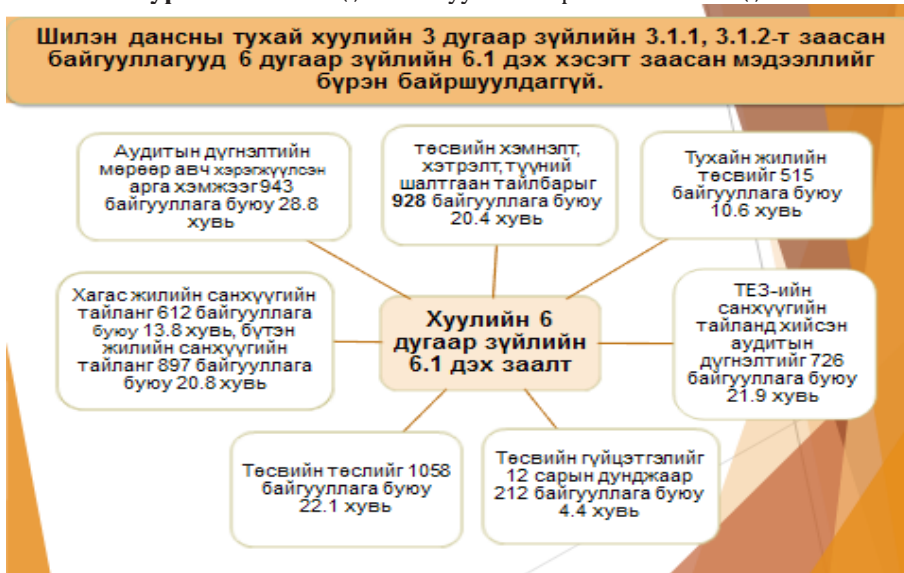 Шилэн дансны тухай хуулийн 3 дугаар зүйлийн 3.1.1, 3.1.2-т заасан
байгууллагууд 6 дугаар зүйлийн 6.1 дэх хэсэгт заасан мэдээллийг
бүрэн байршуулдаггүй.
Аудитын дүгнэлтийн
мөрөөр авч хэрэгжүүлсэн
арга хэмжээг 943
байгууллага буюу 28.8
хувь
төсвийн хэмнэлт,
хэтрэлт, түүний
шалтгаан тайлбарыг
928 байгууллага буюу
20.4 хувь
Тухайн жилийн
төсвийг 515
байгууллага буюу
10.6 хувь
Хагас жилийн санхүүгийн
тайланг 612 байгууллага
буюу 13.8 хувь, бүтэн
жилийн санхүүгийн
тайланг 897 байгууллага
буюу 20.8 хувь
Хуулийн 6
дугаар зүйлийн
6.1 дэх заалт
ТЕЗ-ийн
санхүүгийн
тайланд хийсэн
аудитын
дүгнэлтийг 726
байгууллага буюу
21.9 хувь
Төсвийн төслийг 1058
байгууллага буюу
22.1 хувь
Төсвийн гүйцэтгэлийг
12 сарын дунджаар
212 байгууллага буюу
4.4 хувь